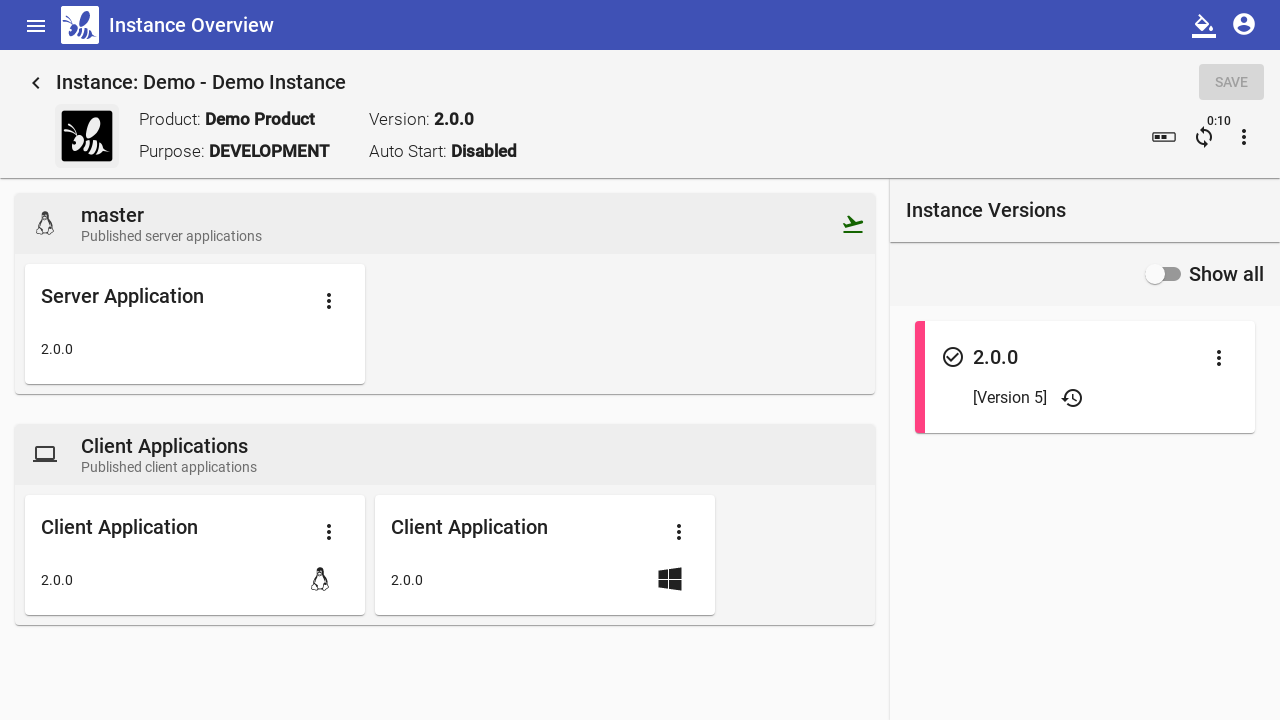 Instance Overview
Instance: Demo - Demo Instance
SAVE
Product: Demo Product
Version: 2.0.0
Purpose: DEVELOPMENT
Auto Start: Disabled
0:10
master
Published server applications
Server Application
2.0.0
Client Applications
Published client applications
Client Application
2.0.0
Client Application
2.0.0
Instance Versions
Show all
2.0.0
[Version 5]